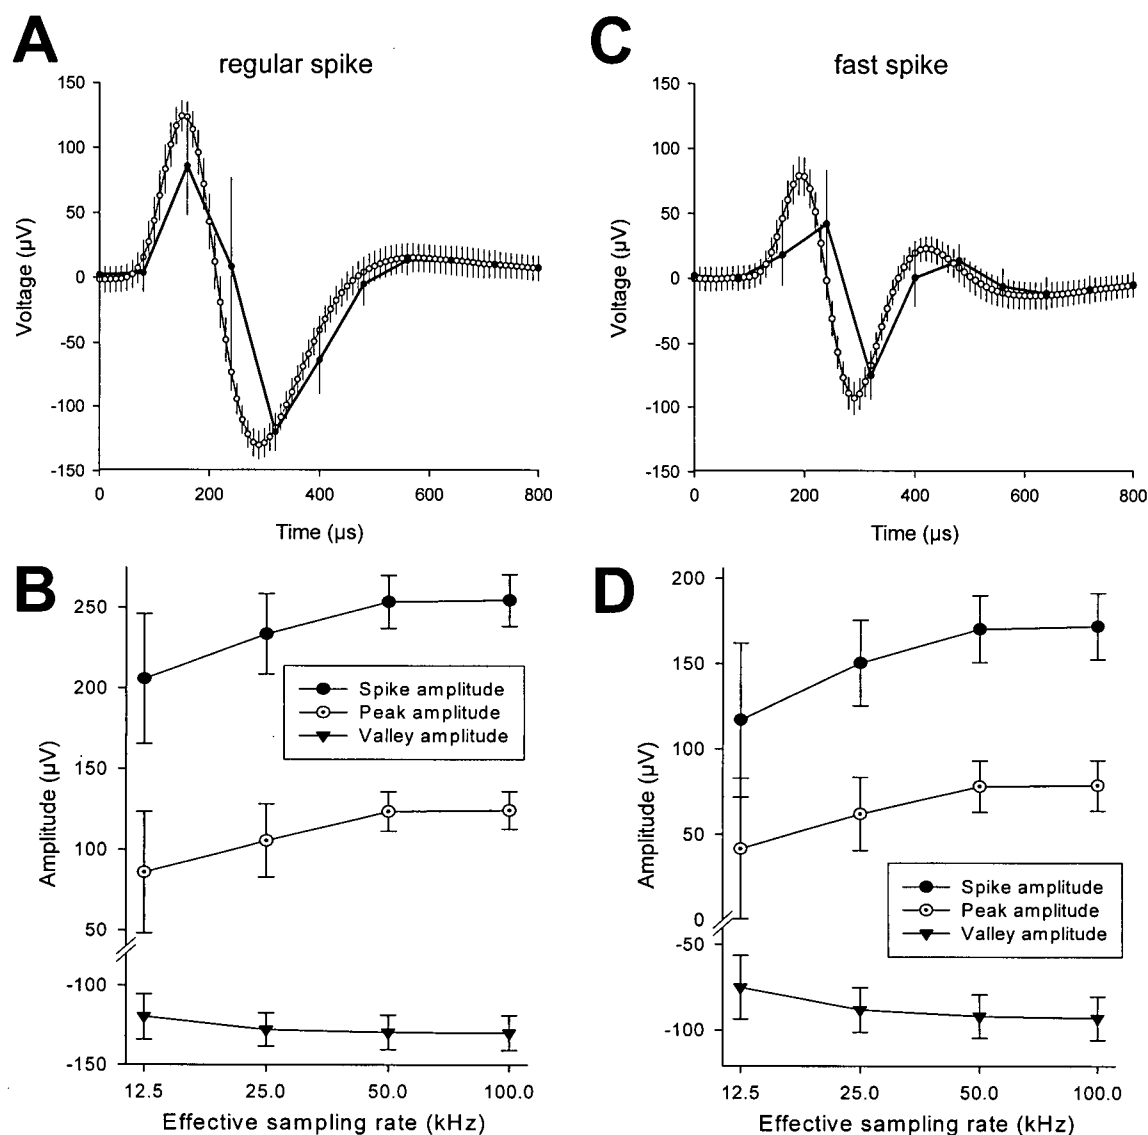 A
regular spike
150
100
50
0
-50
-100
-150
Voltage (µV)
0 200 400 600 800
Time (µs)
C
fast spike
150
100
50
0
-50
-100
-150
Voltage (µV)
0 200 400 600 800
Time (µs)
B
250
200
150
100
50
-100
-150
Amplitude (µV)
Spike amplitude
Peak amplitude
Valley amplitude
12.5 25.0 50.0 100.0
Effective sampling rate (kHz)
D
200
150
100
50
0
-50
-100
Amplitude (µV)
Spike amplitude
Peak amplitude
Valley amplitude
12.5 25.0 50.0 100.0
Effective sampling rate (kHz)